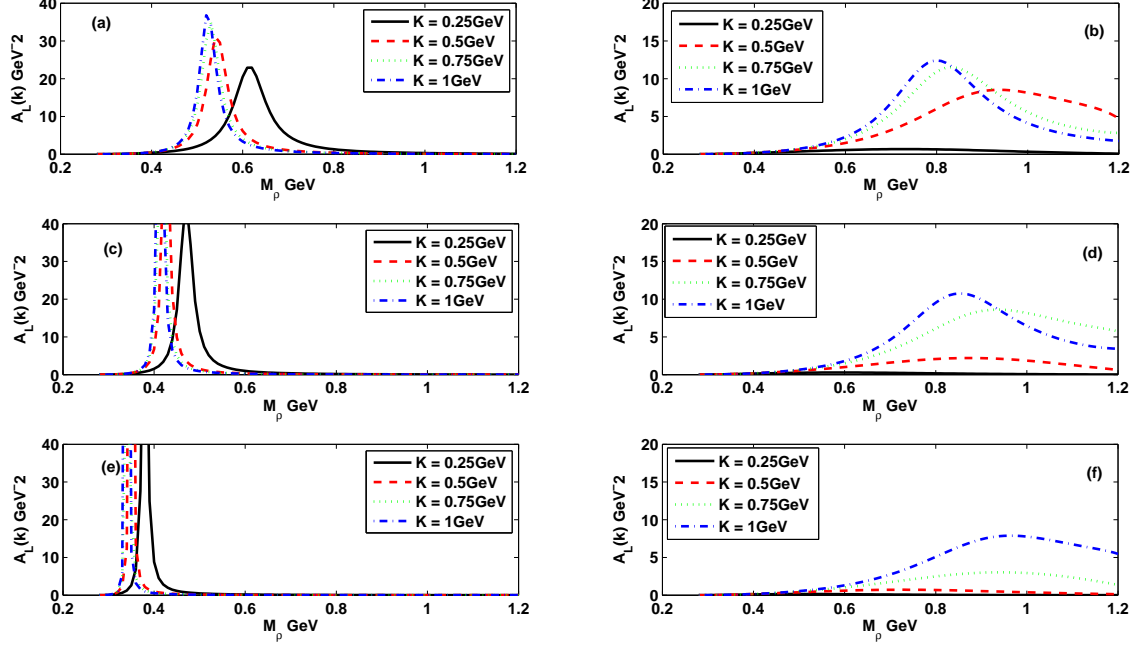 (a)
K = 0.25GeV
K = 0.5GeV
K = 0.75GeV
K = 1GeV
A_L(k) GeV^-2
0 10 20 30 40
0.2 0.4 0.6 0.8 1 1.2
M_ρ GeV
(b)
K = 0.25GeV
K = 0.5GeV
K = 0.75GeV
K = 1GeV
A_L(k) GeV^-2
0 5 10 15 20
0.2 0.4 0.6 0.8 1 1.2
M_ρ GeV
(c)
K = 0.25GeV
K = 0.5GeV
K = 0.75GeV
K = 1GeV
A_L(k) GeV^-2
0 10 20 30 40
0.2 0.4 0.6 0.8 1 1.2
M_ρ GeV
(d)
K = 0.25GeV
K = 0.5GeV
K = 0.75GeV
K = 1GeV
A_L(k) GeV^-2
0 5 10 15 20
0.2 0.4 0.6 0.8 1 1.2
M_ρ GeV
(e)
K = 0.25GeV
K = 0.5GeV
K = 0.75GeV
K = 1GeV
A_L(k) GeV^-2
0 10 20 30 40
0.2 0.4 0.6 0.8 1 1.2
M_ρ GeV
(f)
K = 0.25GeV
K = 0.5GeV
K = 0.75GeV
K = 1GeV
A_L(k) GeV^-2
0 5 10 15 20
0.2 0.4 0.6 0.8 1 1.2
M_ρ GeV